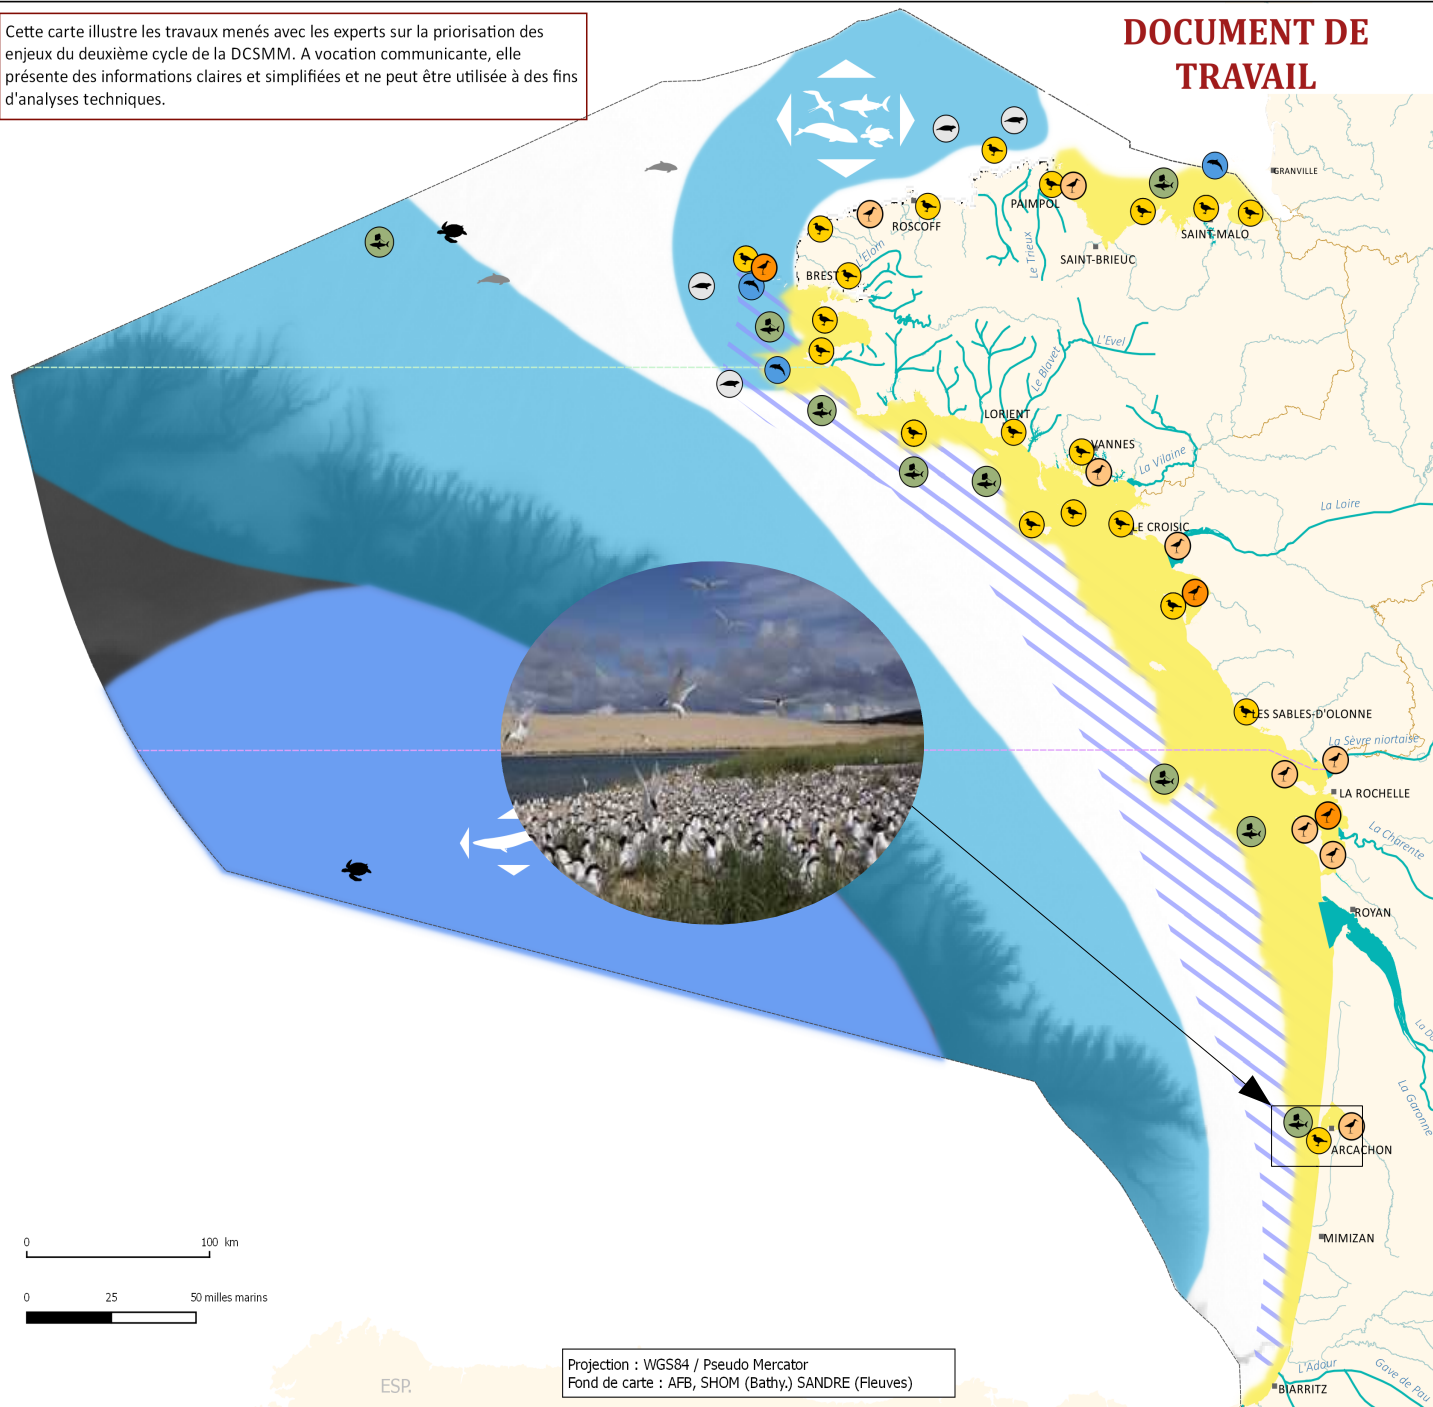 Cette carte illustre les travaux menés avec les experts sur la priorisation des
enjeux du deuxième cycle de la DCSMM. A vocation communicante, elle
présente des informations claires et simplifiées et ne peut être utilisée à des fins
d'analyses techniques.
DOCUMENT DE
TRAVAIL
GRANVILLE
PAIMPOL
ROSCOFF
SAINT-MALO
SAINT-BRIEUC
Le Trieux
L'Elorn
BREST
L'Evel
Le Blavet
LORIENT
VANNES
La Vilaine
La Loire
LE CROISIC
LES SABLES-D'OLONNE
La Sèvre niortaise
LA ROCHELLE
La Charente
ROYAN
La Garonne
ARCACHON
MIMIZAN
L'Adour
Gave de Pau
BIARRITZ
0 100 km
0 25 50 milles marins
ESP.
Projection : WGS84 / Pseudo Mercator
Fond de carte : AFB, SHOM (Bathy.) SANDRE (Fleuves)